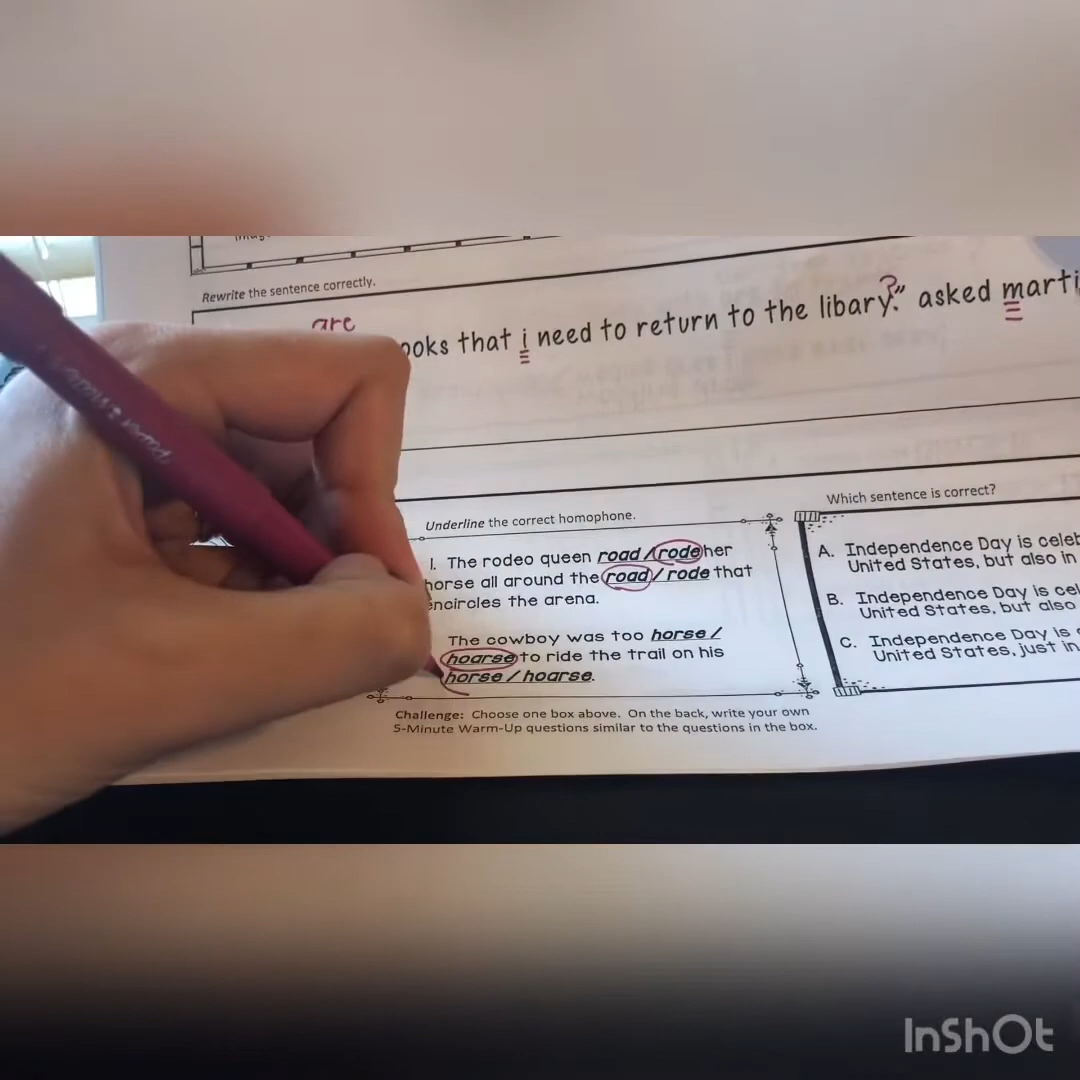 Rewrite the sentence correctly.
are
ooks that i need to return to the libary?." asked marti
Underline the correct homophone.
1. The rodeo queen road / rode her
horse all around the road / rode that
encircles the arena.
The cowboy was too horse /
hoarse to ride the trail on his
horse / hoarse.
Challenge: Choose one box above. On the back, write your own
5-Minute Warm-Up questions similar to the questions in the box.
Which sentence is correct?
A. Independence Day is celeb
United States, but also in
B. Independence Day is cel
United States, but also
C. Independence Day is
United States, just in
InShOt